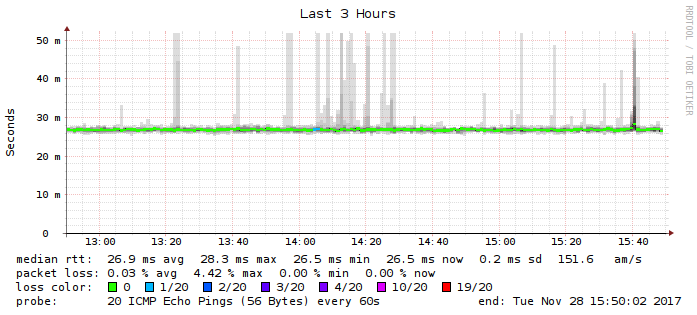 Last 3 Hours
RRDTOOL / TOBI OETIKER
Seconds
50 m
40 m
30 m
20 m
10 m
0
13:00 13:20 13:40 14:00 14:20 14:40 15:00 15:20 15:40
median rtt: 26.9 ms avg 28.3 ms max 26.5 ms min 26.5 ms now 0.2 ms sd 151.6 am/s
packet loss: 0.03 % avg 4.42 % max 0.00 % min 0.00 % now
loss color: 0 1/20 2/20 3/20 4/20 10/20 19/20
probe: 20 ICMP Echo Pings (56 Bytes) every 60s end: Tue Nov 28 15:50:02 2017